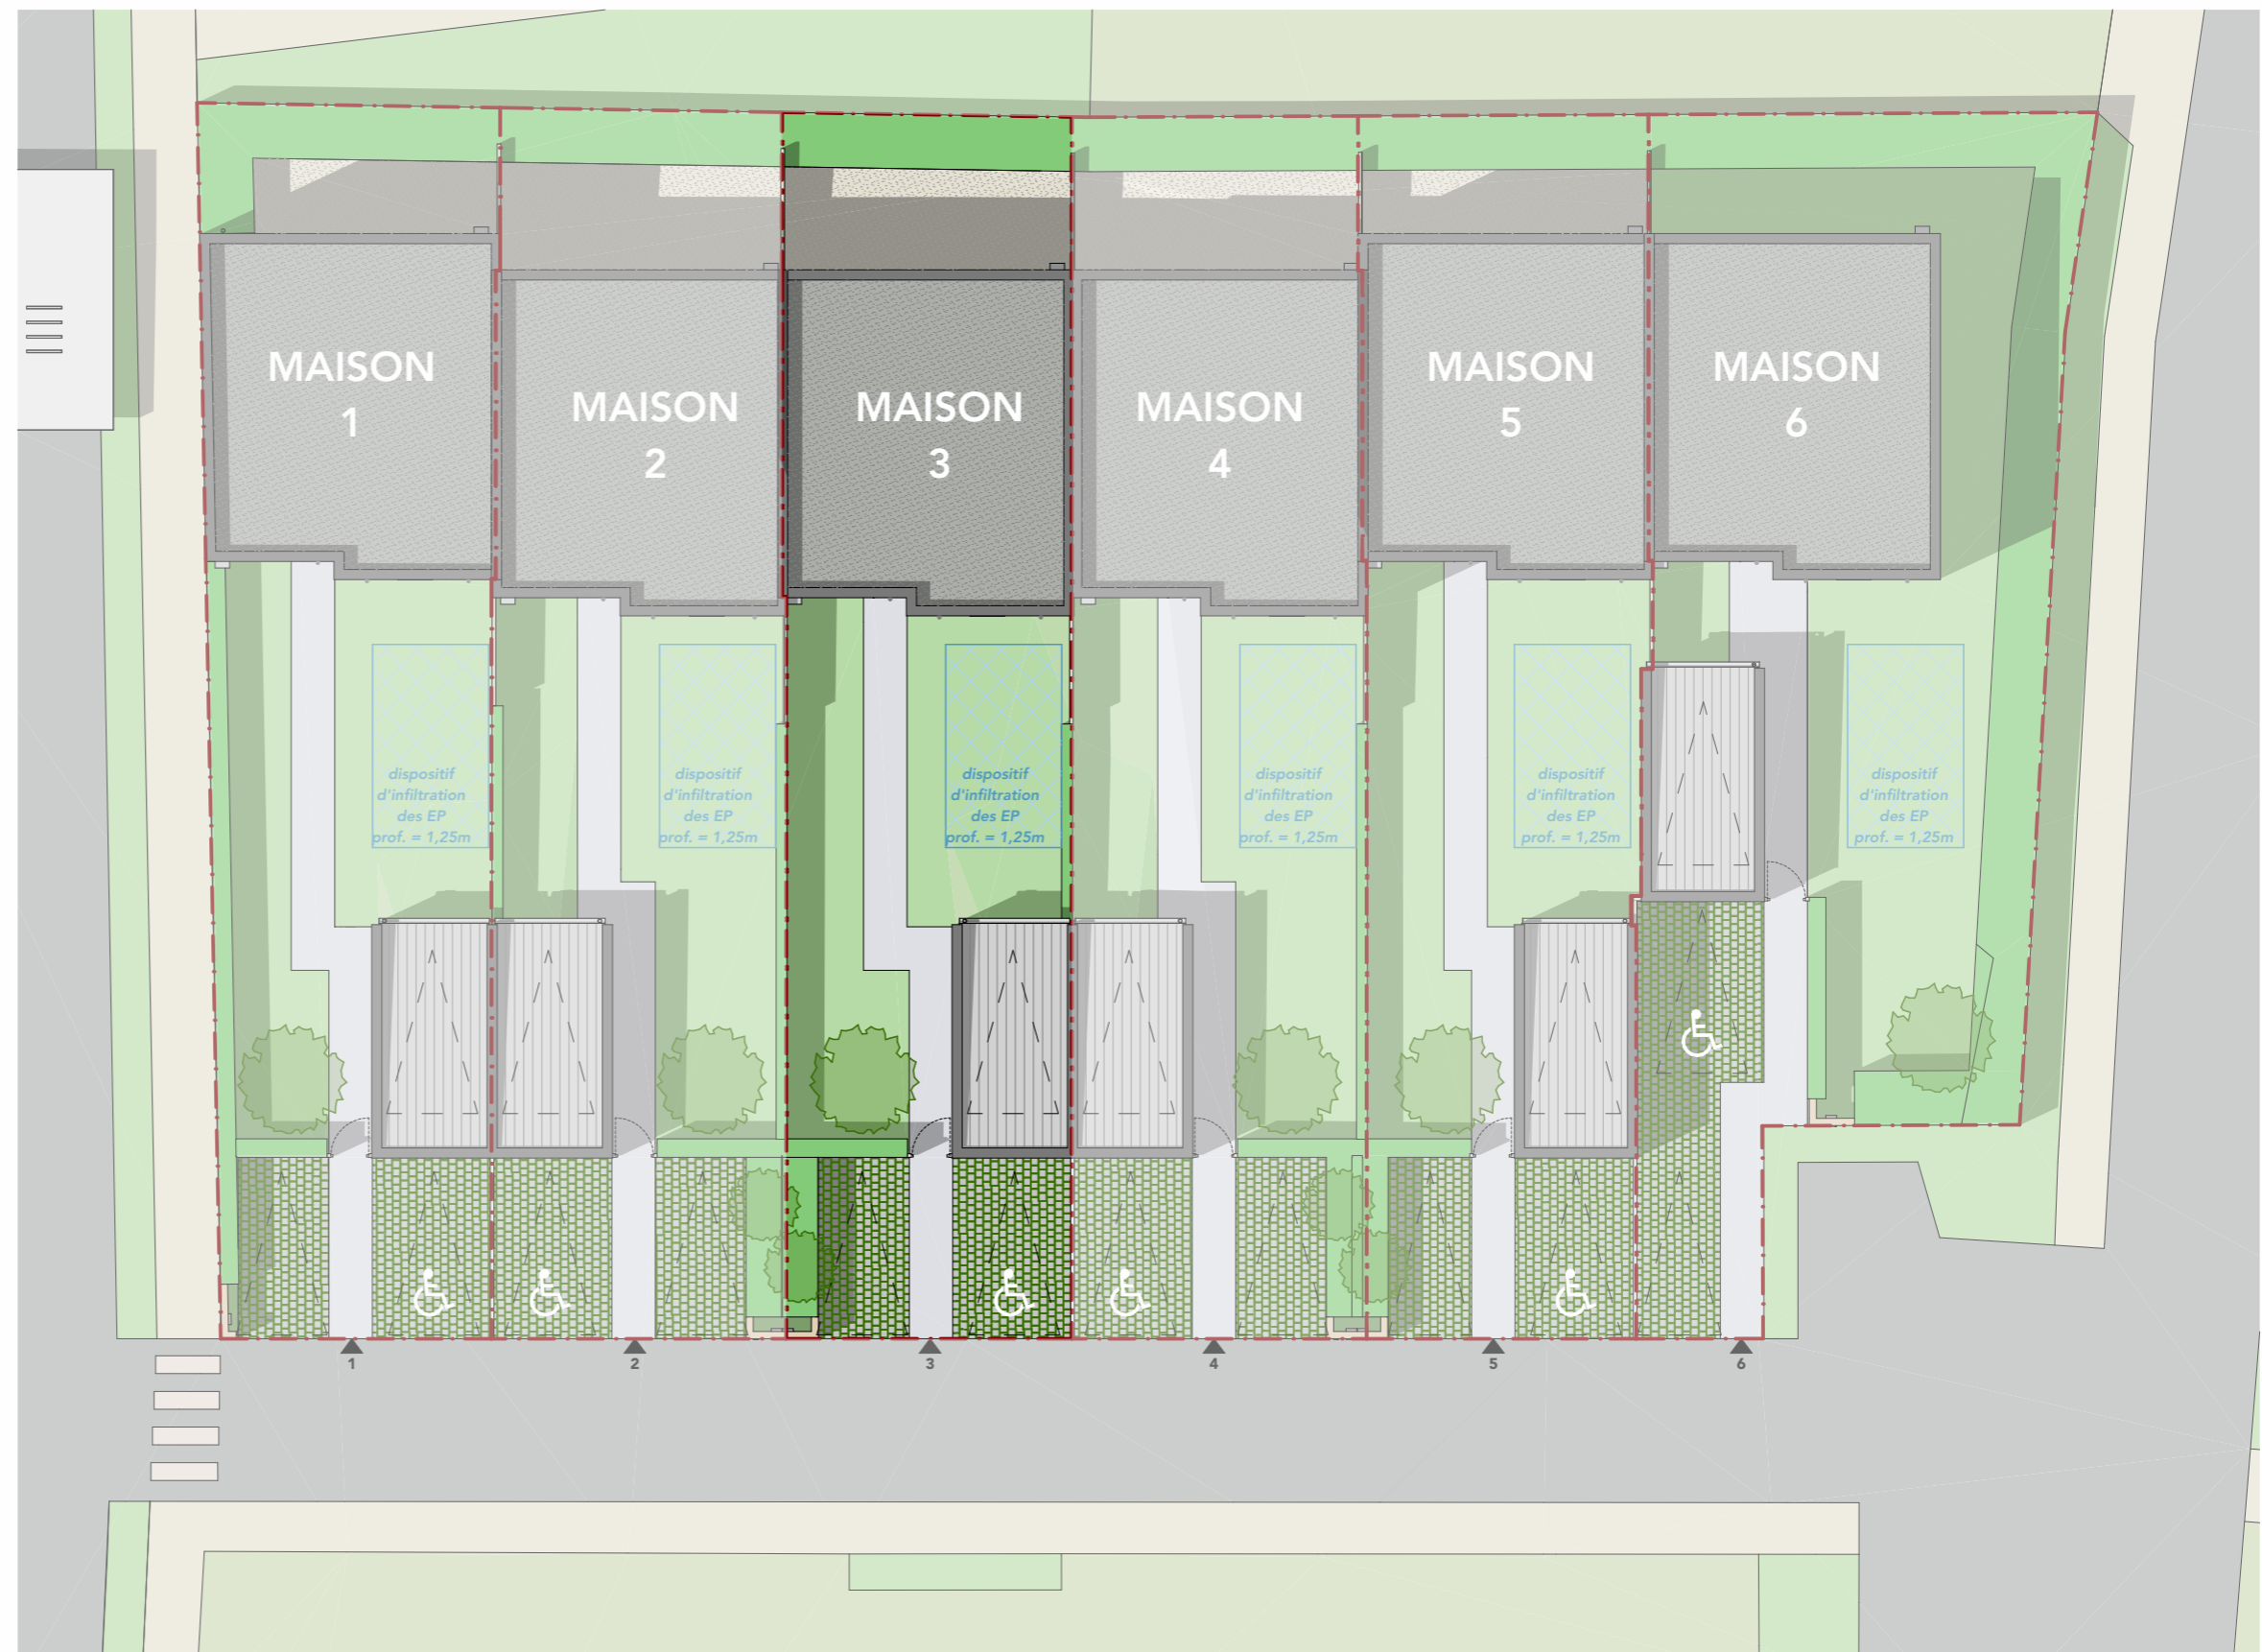 MAISON
1
MAISON
2
MAISON
3
MAISON
4
MAISON
5
MAISON
6
dispositif
d'infiltration
des EP
prof. = 1,25m
dispositif
d'infiltration
des EP
prof. = 1,25m
dispositif
d'infiltration
des EP
prof. = 1,25m
dispositif
d'infiltration
des EP
prof. = 1,25m
dispositif
d'infiltration
des EP
prof. = 1,25m
dispositif
d'infiltration
des EP
prof. = 1,25m
1
2
3
4
5
6